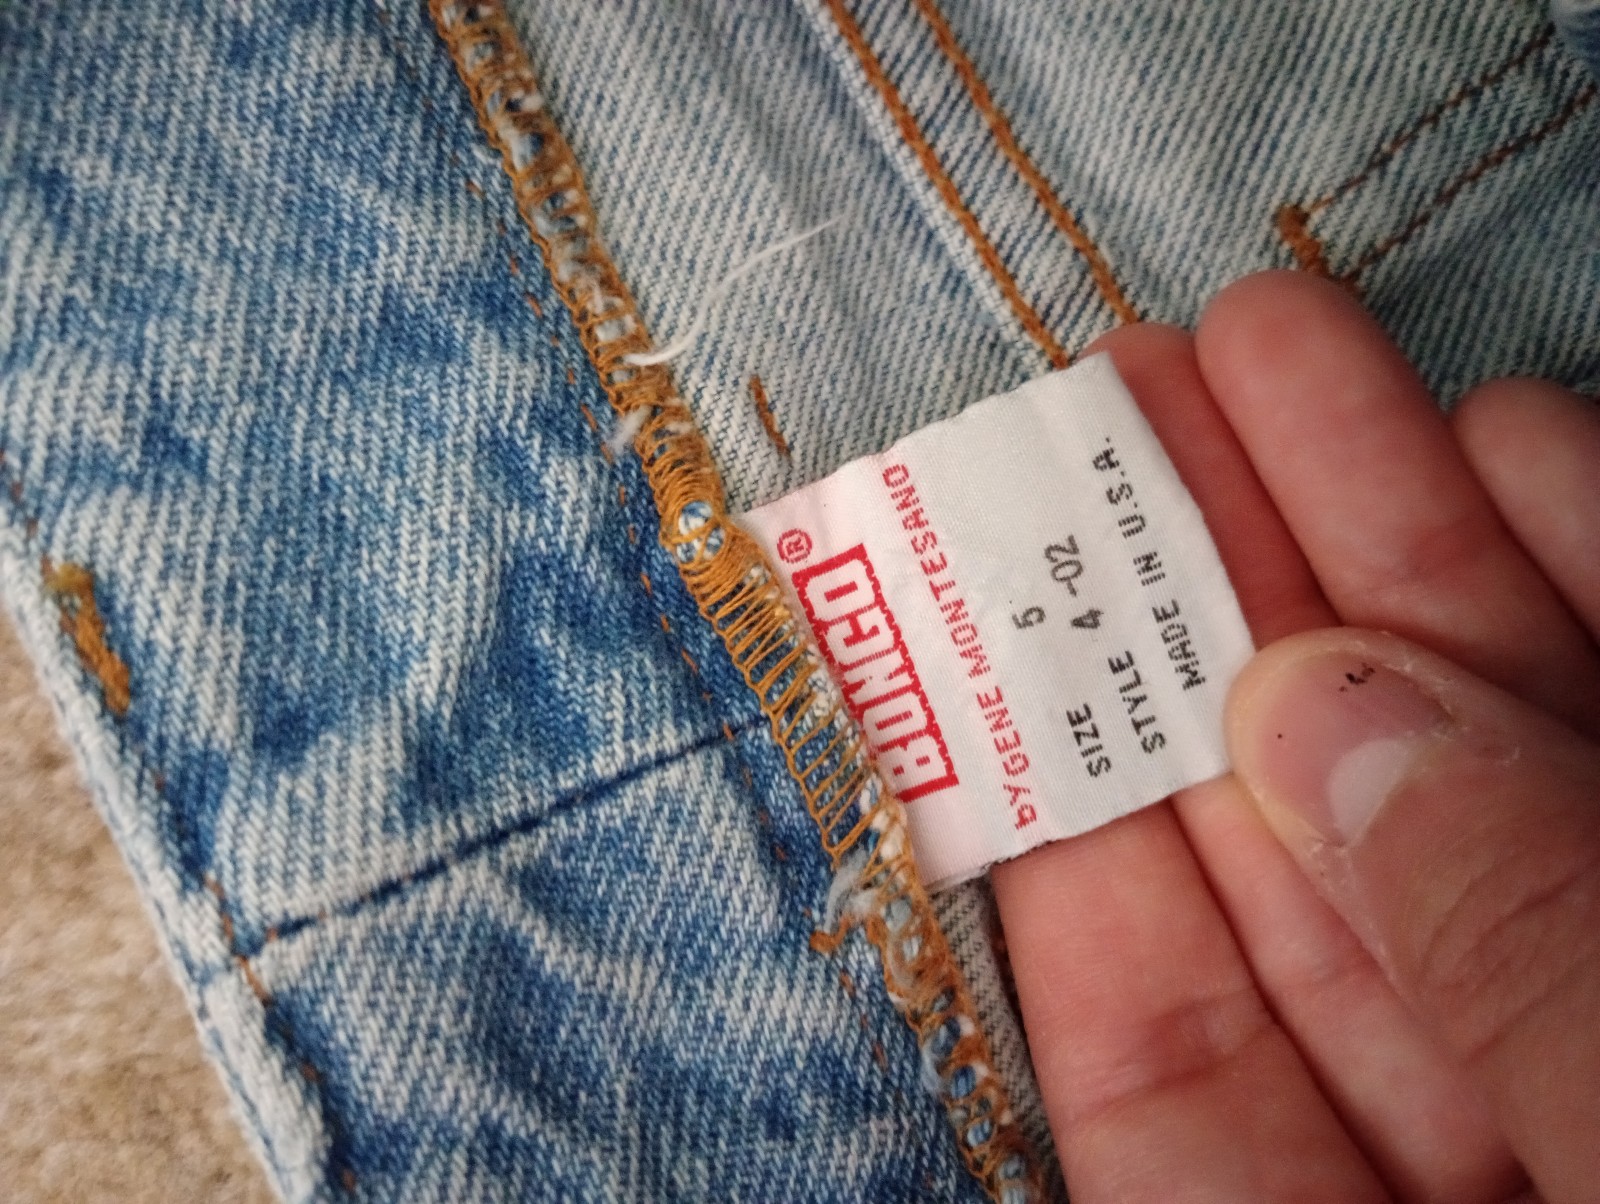 BONGO®
by GENE MONTESANO
SIZE 5
STYLE 4-02
MADE IN U.S.A.